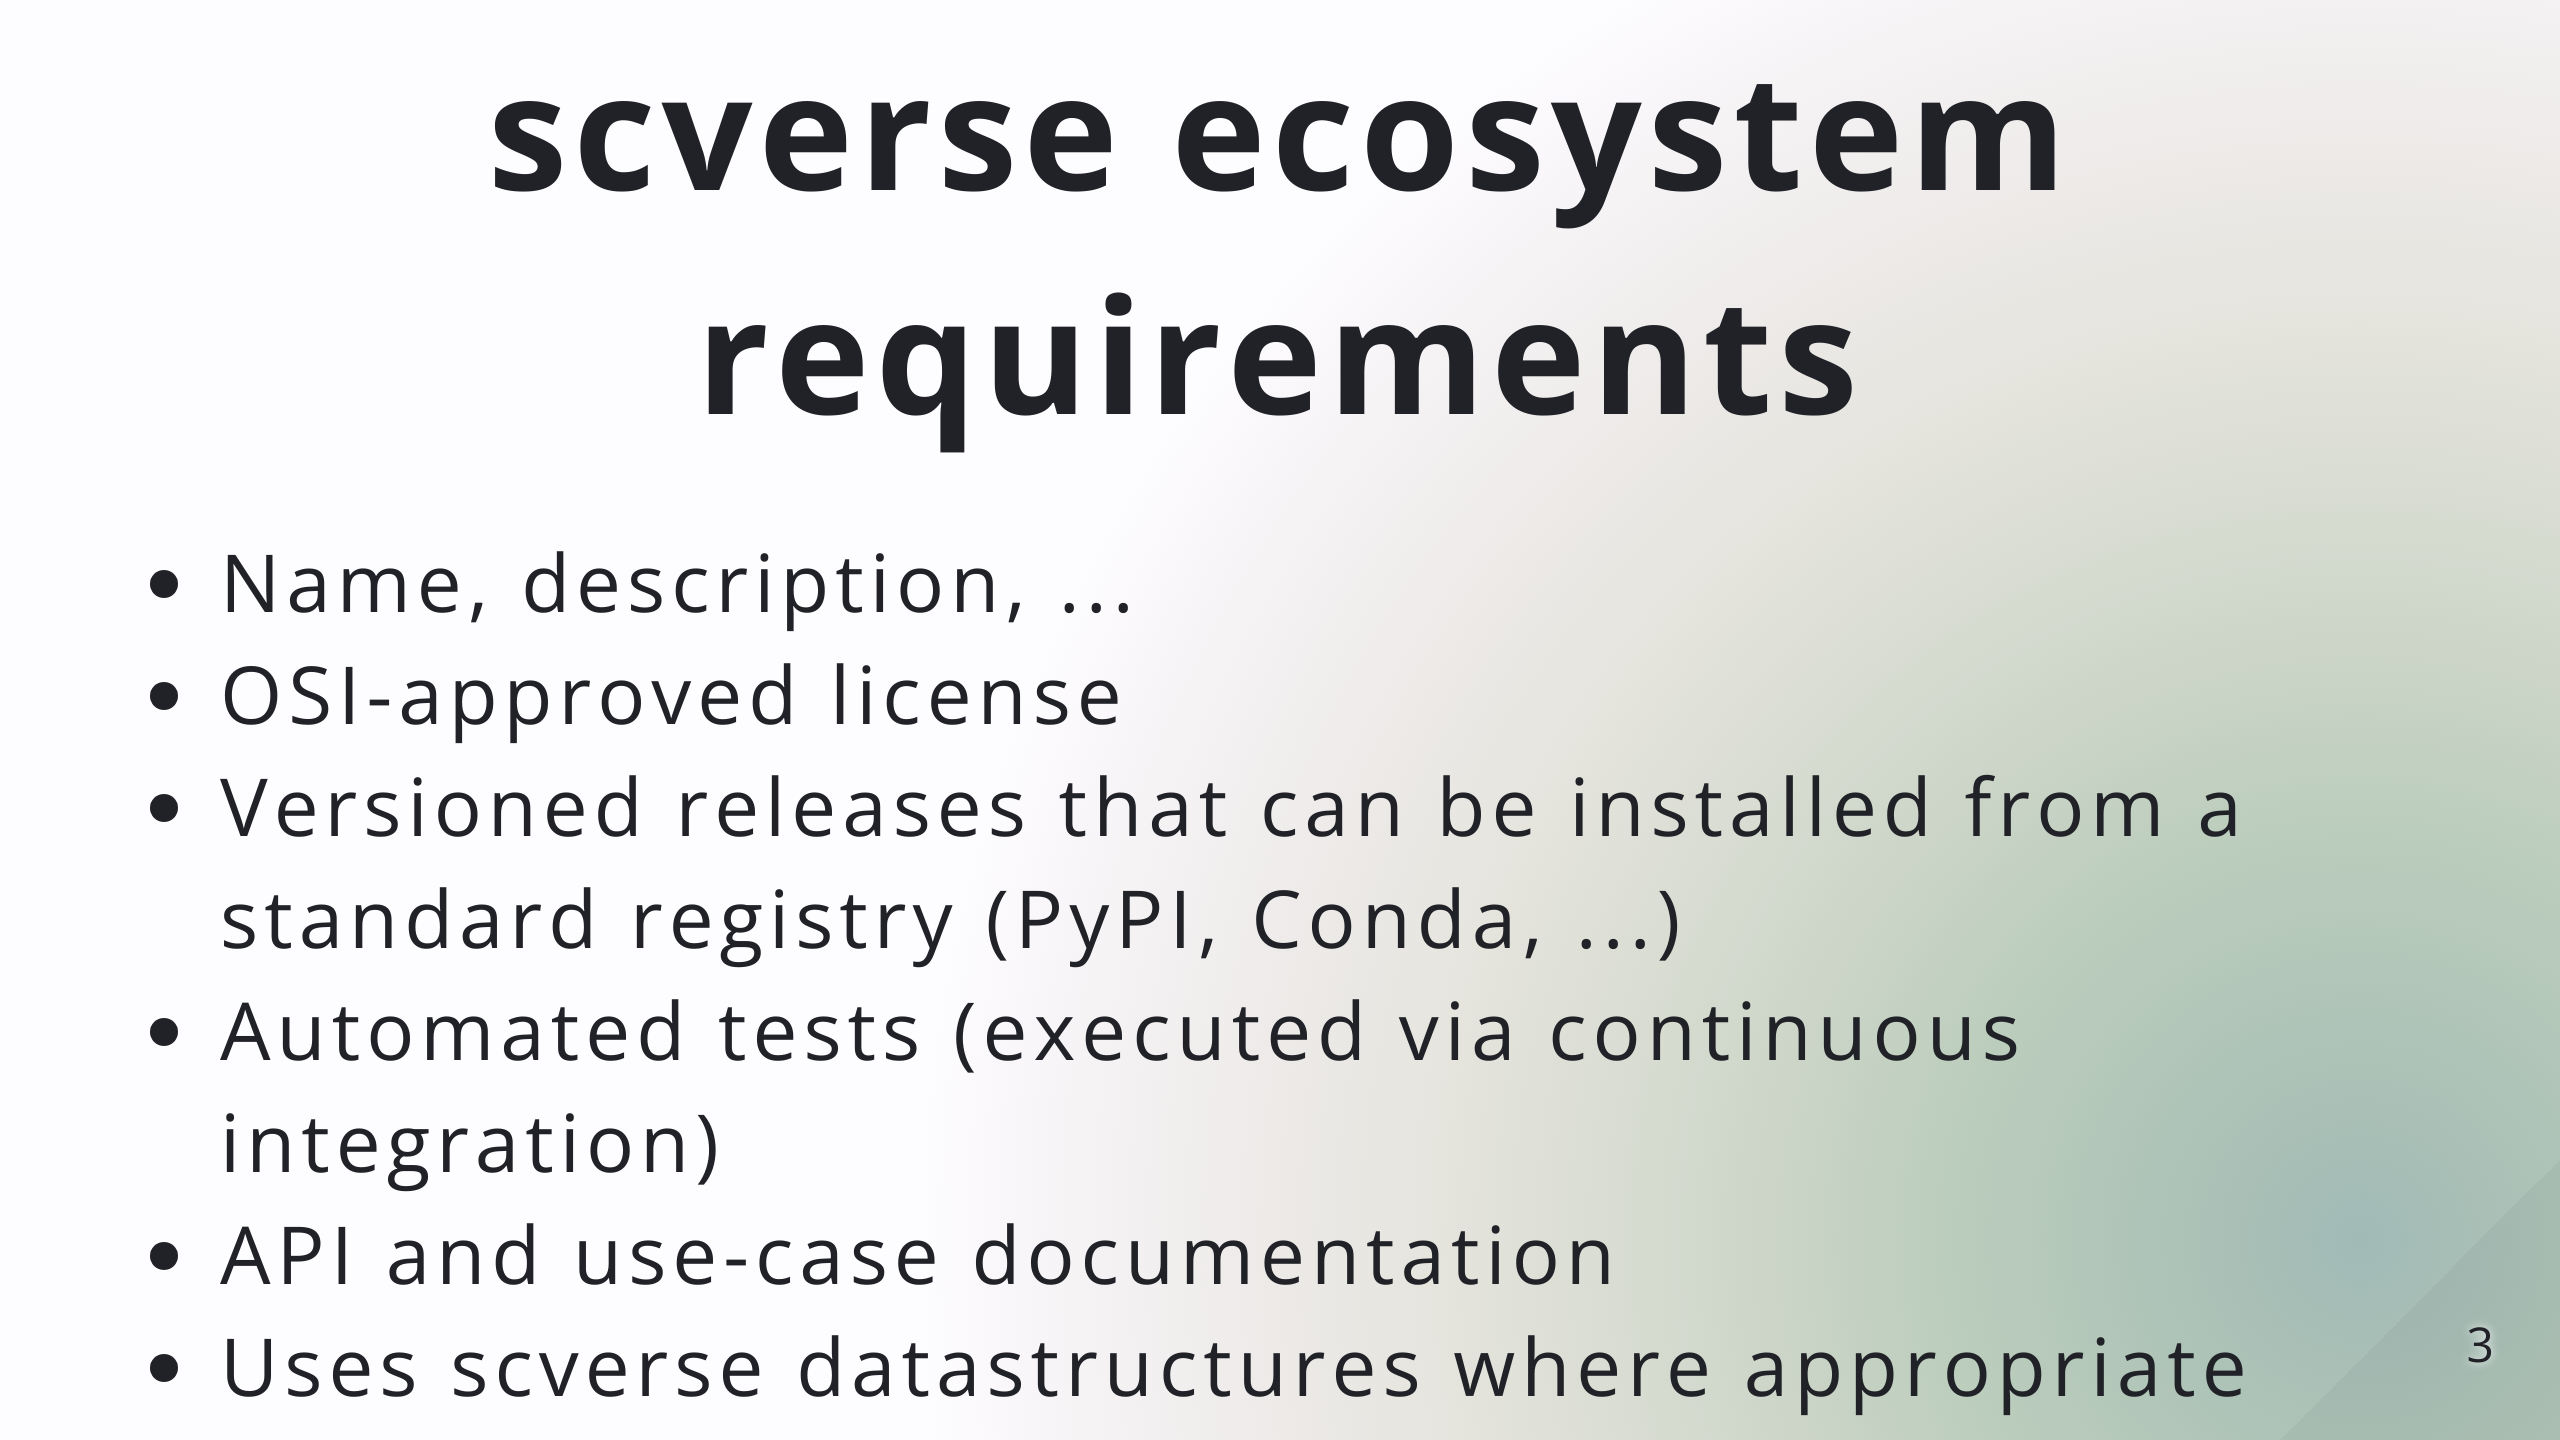 scverse ecosystem
requirements
• Name, description, ...
• OSI-approved license
• Versioned releases that can be installed from a
standard registry (PyPI, Conda, ...)
• Automated tests (executed via continuous
integration)
• API and use-case documentation
• Uses scverse datastructures where appropriate
3